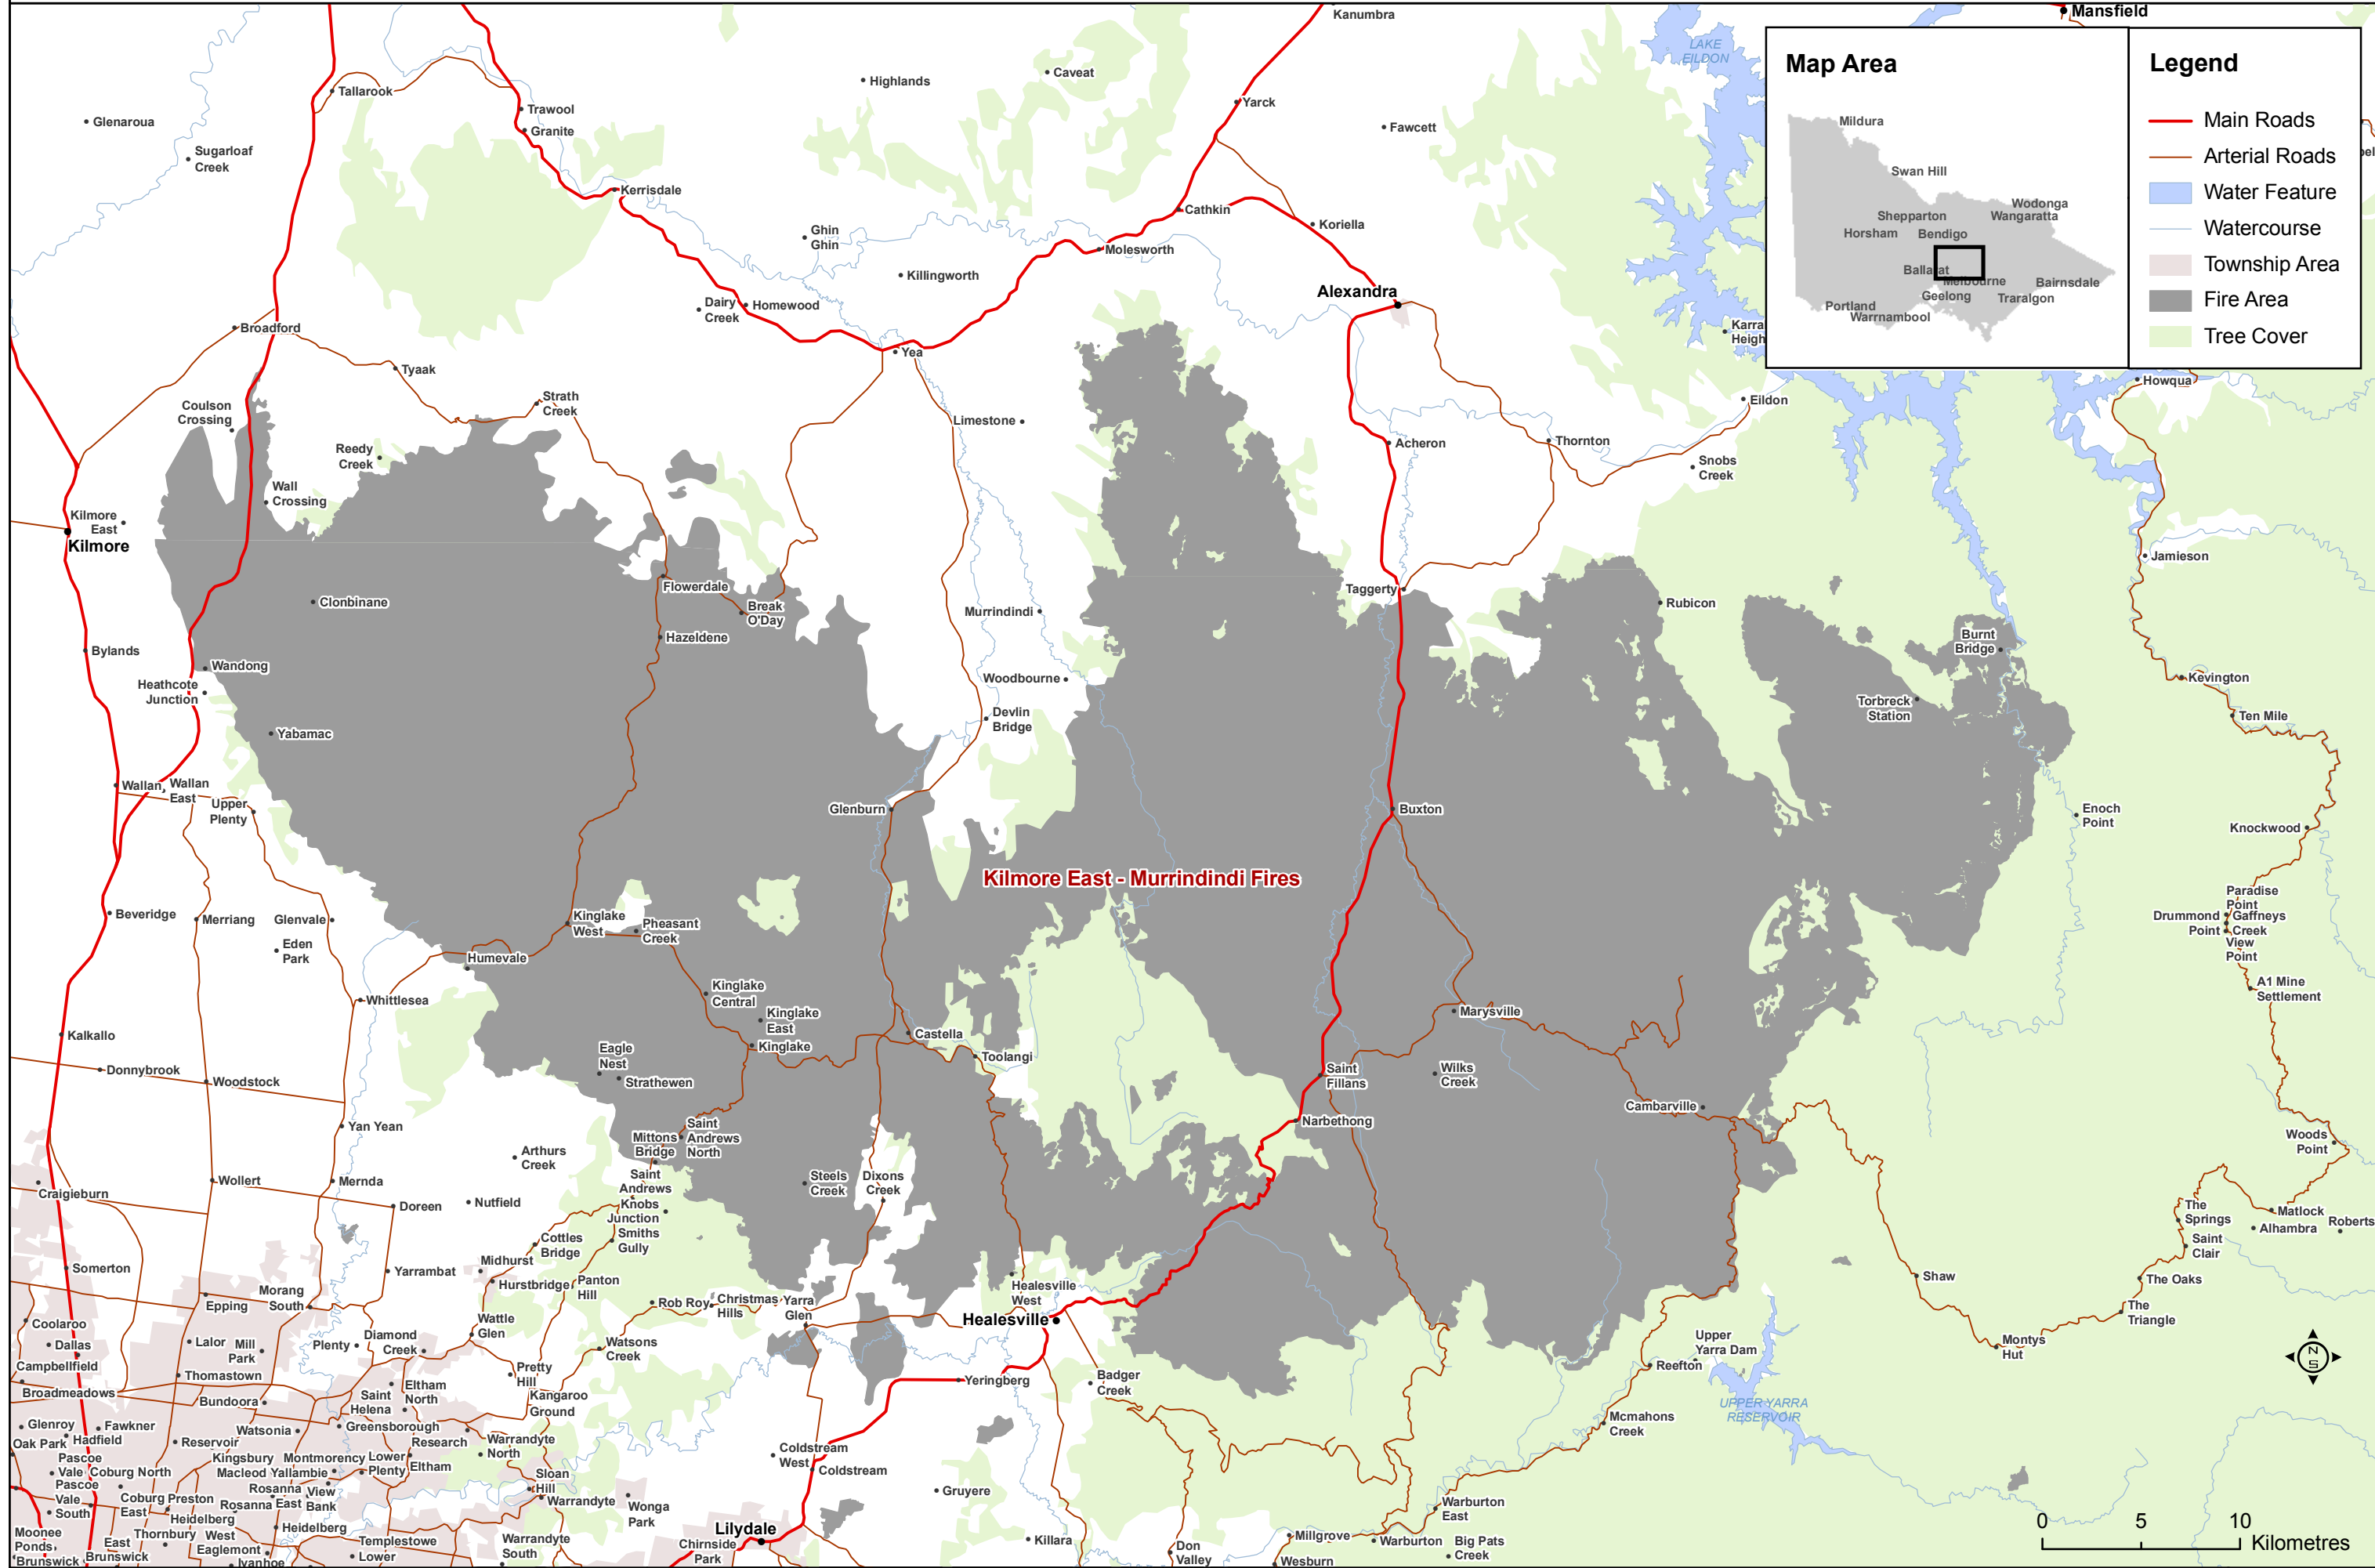 Kanumbra
Mansfield
LAKE
EILDON
Map Area
Legend
Main Roads
Arterial Roads
Water Feature
Watercourse
Township Area
Fire Area
Tree Cover
Mildura
Swan Hill
Wodonga
Shepparton
Wangaratta
Horsham
Bendigo
Ballarat
Melbourne
Bairnsdale
Geelong
Traralgon
Portland
Warrnambool
Tallarook
Highlands
Caveat
Glenaroua
Trawool
Granite
Yarck
Fawcett
Sugarloaf
Creek
Kerrisdale
Cathkin
Koriella
Ghin
Ghin
Molesworth
Killingworth
Alexandra
Dairy
Creek
Homewood
Broadford
Yea
Karra
Heigh
Tyaak
Howqua
Coulson
Crossing
Strath
Creek
Limestone
Eildon
Acheron
Thornton
Reedy
Creek
Snobs
Creek
Wall
Crossing
Kilmore
East
Kilmore
Jamieson
Flowerdale
Taggerty
Clonbinane
Break
O'Day
Murrindindi
Rubicon
Hazeldene
Burnt
Bridge
Bylands
Wandong
Heathcote
Junction
Woodbourne
Kevington
Torbreck
Station
Devlin
Bridge
Ten Mile
Yabamac
Wallan
Wallan
East
Upper
Plenty
Glenburn
Buxton
Enoch
Point
Knockwood
Kilmore East - Murrindindi Fires
Paradise
Point
Drummond
Point
Gaffneys
Creek
View
Point
Beveridge
Merriang
Glenvale
Kinglake
West
Pheasant
Creek
Eden
Park
Humevale
A1 Mine
Settlement
Whittlesea
Kinglake
Central
Kinglake
East
Marysville
Kalkallo
Castella
Kinglake
Toolangi
Eagle
Nest
Strathewen
Donnybrook
Woodstock
Saint
Fillans
Wilks
Creek
Cambarville
Yan Yean
Narbethong
Mittons
Bridge
Saint
Andrews
North
Woods
Point
Arthurs
Creek
Craigieburn
Wollert
Mernda
Saint
Andrews
Steels
Creek
Dixons
Creek
Doreen
Nutfield
Knobs
Junction
Smiths
Gully
The
Springs
Matlock
Alhambra
Roberts
Cottles
Bridge
Saint
Clair
Somerton
Yarrambat
Midhurst
Hurstbridge
Panton
Hill
Shaw
The Oaks
Healesville
West
Epping
Morang
South
Rob Roy
Christmas
Hills
Yarra
Glen
Healesville
The
Triangle
Coolaroo
Wattle
Glen
Dallas
Lalor
Mill
Park
Plenty
Diamond
Creek
Watsons
Creek
Upper
Yarra Dam
Montys
Hut
Reefton
Campbellfield
Thomastown
Pretty
Hill
Yeringberg
Badger
Creek
Broadmeadows
Bundoora
Saint
Helena
Eltham
North
Kangaroo
Ground
UPPER YARRA
RESERVOIR
Glenroy
Fawkner
Watsonia
Greensborough
Mcmahons
Creek
Oak Park
Hadfield
Reservoir
Research
Warrandyte
North
Pascoe
Vale
Coburg North
Kingsbury
Montmorency
Lower
Plenty
Eltham
Coldstream
West
Coldstream
Macleod
Yallambie
Sloan
Hill
Pascoe
Vale
South
Coburg
East
Preston
Rosanna
Rosanna
East
View
Bank
Warrandyte
Wonga
Park
Gruyere
Warburton
East
Heidelberg
West
Heidelberg
Moonee
Ponds
Thornbury
Lilydale
Chirnside
Park
Killara
Millgrove
Warburton
Big Pats
Creek
Brunswick
East
Brunswick
Eaglemont
Ivanhoe
Templestowe
Lower
Warrandyte
South
Don
Valley
Wesburn
N
S
0 5 10
Kilometres